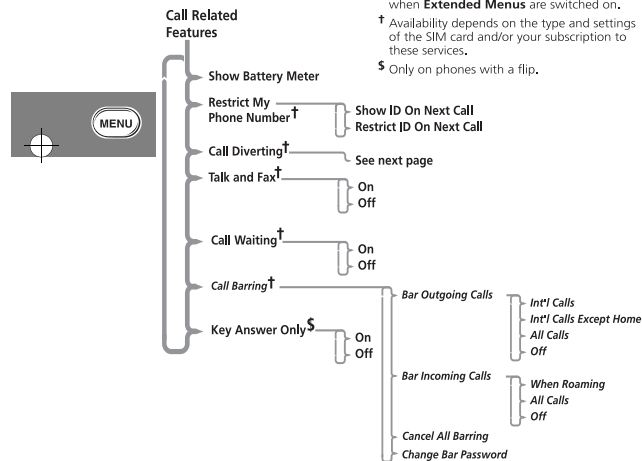 Call Related
Features
when Extended Menus are switched on.
† Availability depends on the type and settings
of the SIM card and/or your subscription to
these services.
$ Only on phones with a flip.
MENU
Show Battery Meter
Restrict My
Phone Number†
Show ID On Next Call
Restrict ID On Next Call
Call Diverting†
See next page
Talk and Fax†
On
Off
Call Waiting†
On
Off
Call Barring†
Bar Outgoing Calls
Int'l Calls
Int'l Calls Except Home
All Calls
Off
Bar Incoming Calls
When Roaming
All Calls
Off
Cancel All Barring
Change Bar Password
Key Answer Only$
On
Off